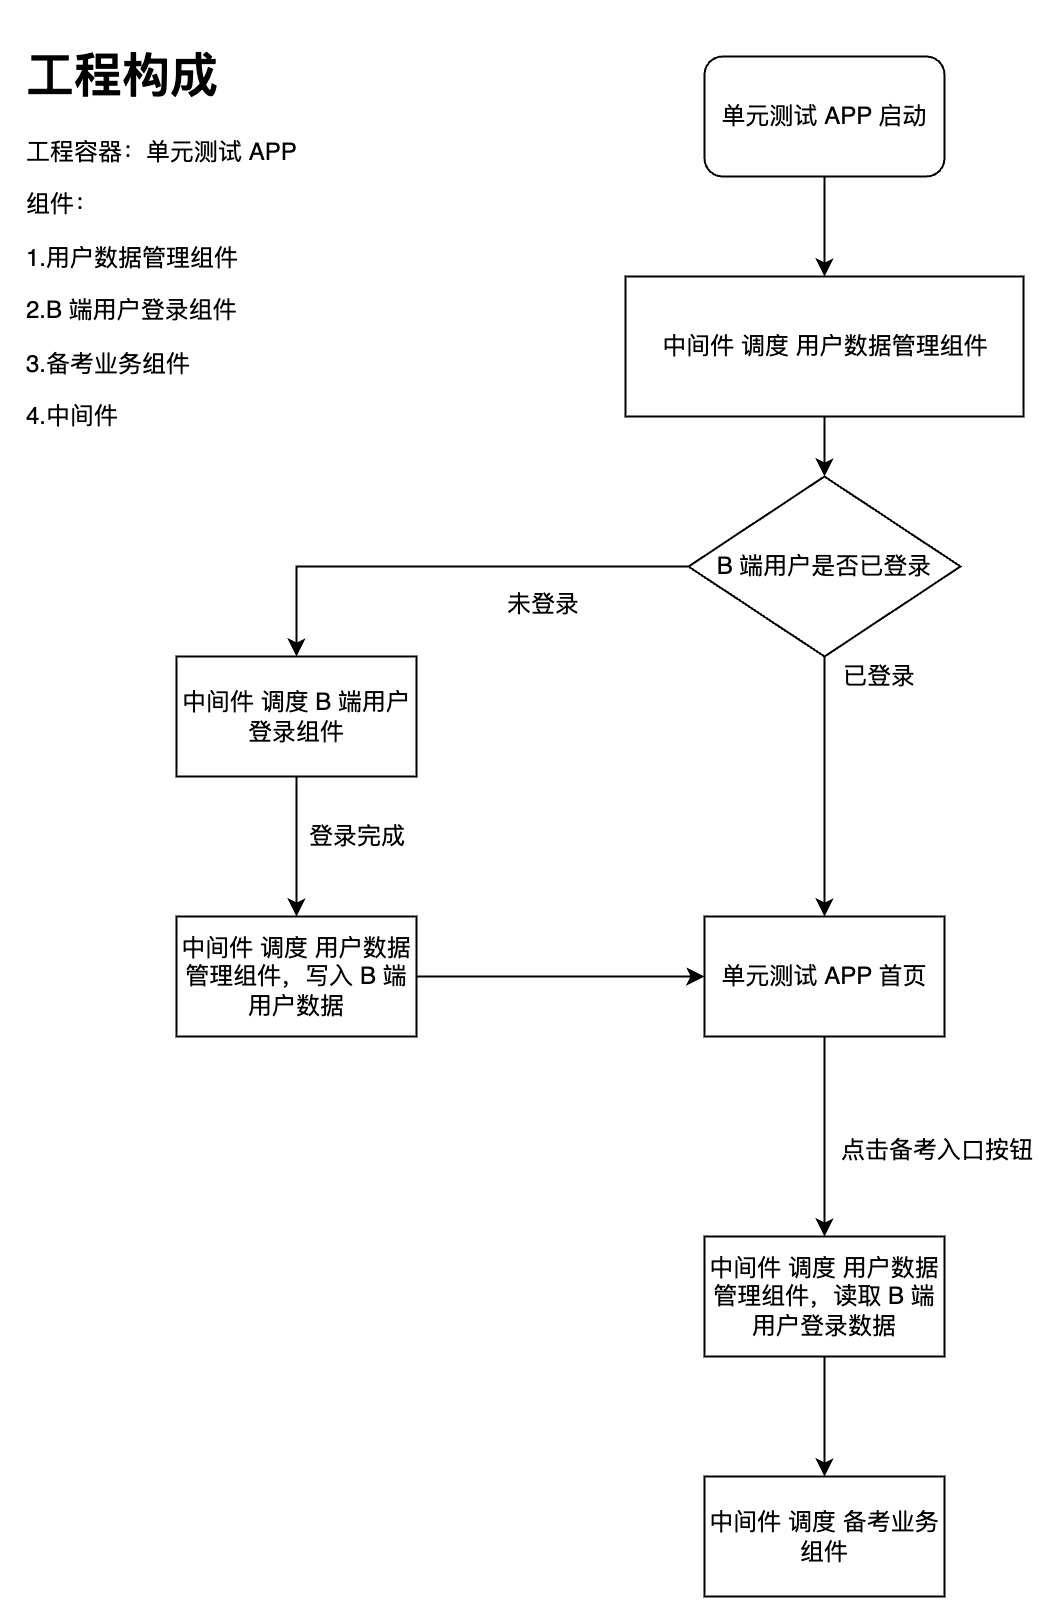 工程构成
工程容器：单元测试 APP
组件：
1.用户数据管理组件
2.B 端用户登录组件
3.备考业务组件
4.中间件
单元测试 APP 启动
中间件 调度 用户数据管理组件
B 端用户是否已登录
未登录
已登录
中间件 调度 B 端用户
登录组件
登录完成
中间件 调度 用户数据
管理组件，写入 B 端
用户数据
单元测试 APP 首页
点击备考入口按钮
中间件 调度 用户数据
管理组件，读取 B 端
用户登录数据
中间件 调度 备考业务
组件